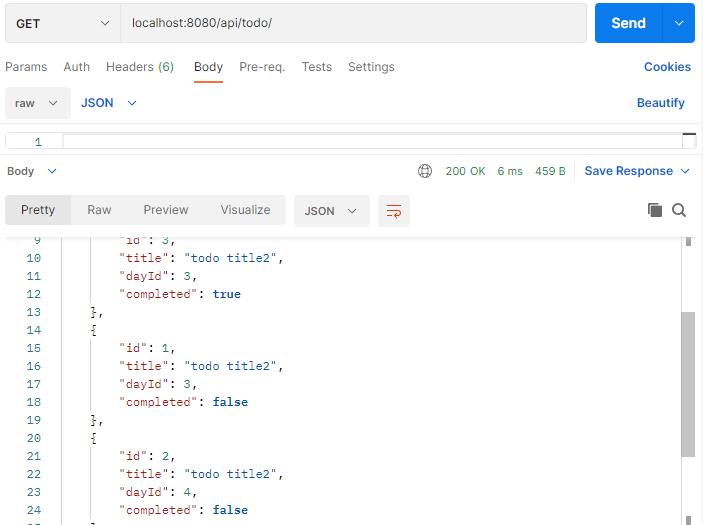 GET localhost:8080/api/todo/ Send
Params Auth Headers (6) Body Pre-req. Tests Settings Cookies
raw JSON Beautify
1
Body 200 OK 6 ms 459 B Save Response
Pretty Raw Preview Visualize JSON
9 "id": 3,
10 "title": "todo title2",
11 "dayId": 3,
12 "completed": true
13 },
14 {
15 "id": 1,
16 "title": "todo title2",
17 "dayId": 3,
18 "completed": false
19 },
20 {
21 "id": 2,
22 "title": "todo title2",
23 "dayId": 4,
24 "completed": false